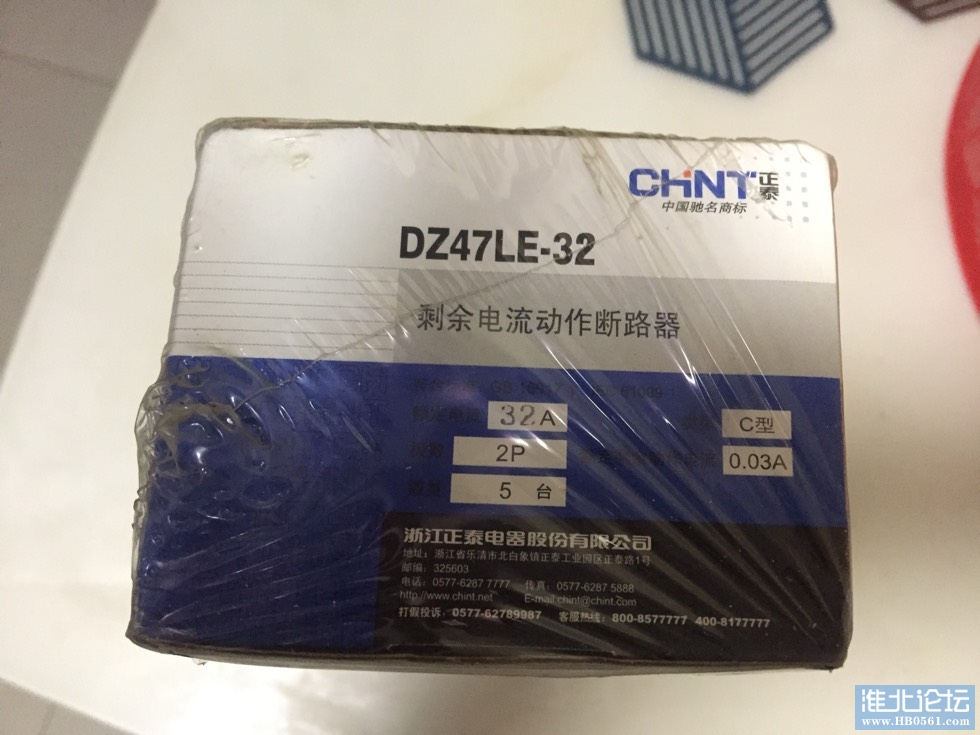 CHNT 正泰
中国驰名商标
DZ47LE-32
剩余电流动作断路器
32A
C型
2P
0.03A
5 台
浙江正泰电器股份有限公司
地址：浙江省乐清市北白象镇正泰工业园区正泰路1号
邮编：325603
电话：0577-6287 7777 传真：0577-6287 5888
http://www.chint.net E-mail:chint@chint.com
打假投诉：0577-62789987 客服热线：800-8577777 400-8177777
淮北论坛
www.HB0561.com